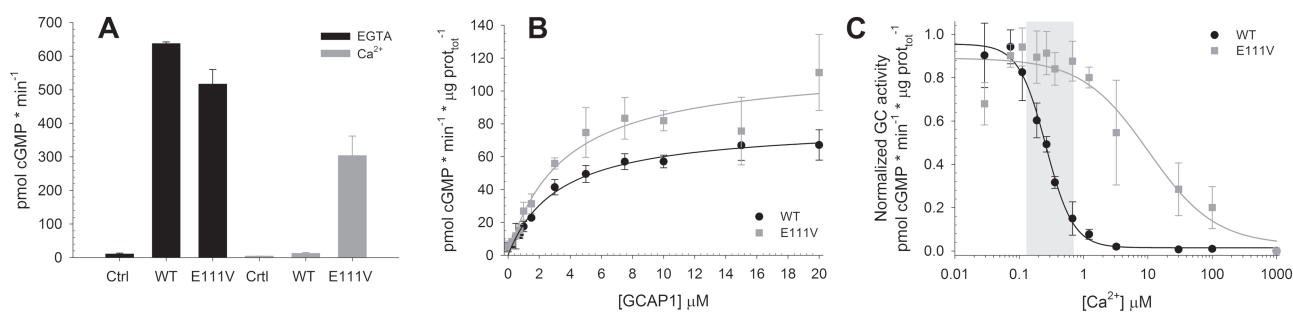 A
700
600
500
400
300
200
100
0
pmol cGMP * min-1
EGTA
Ca2+
Ctrl WT E111V Crtl WT E111V
B
140
120
100
80
60
40
20
0
pmol cGMP * min-1 * µg prottot-1
WT
E111V
0 2 4 6 8 10 12 14 16 18 20
[GCAP1] µM
C
1.0
0.8
0.6
0.4
0.2
0.0
Normalized GC activity
pmol cGMP * min-1 * µg prottot-1
WT
E111V
0.01 0.1 1 10 100 1000
[Ca2+] µM